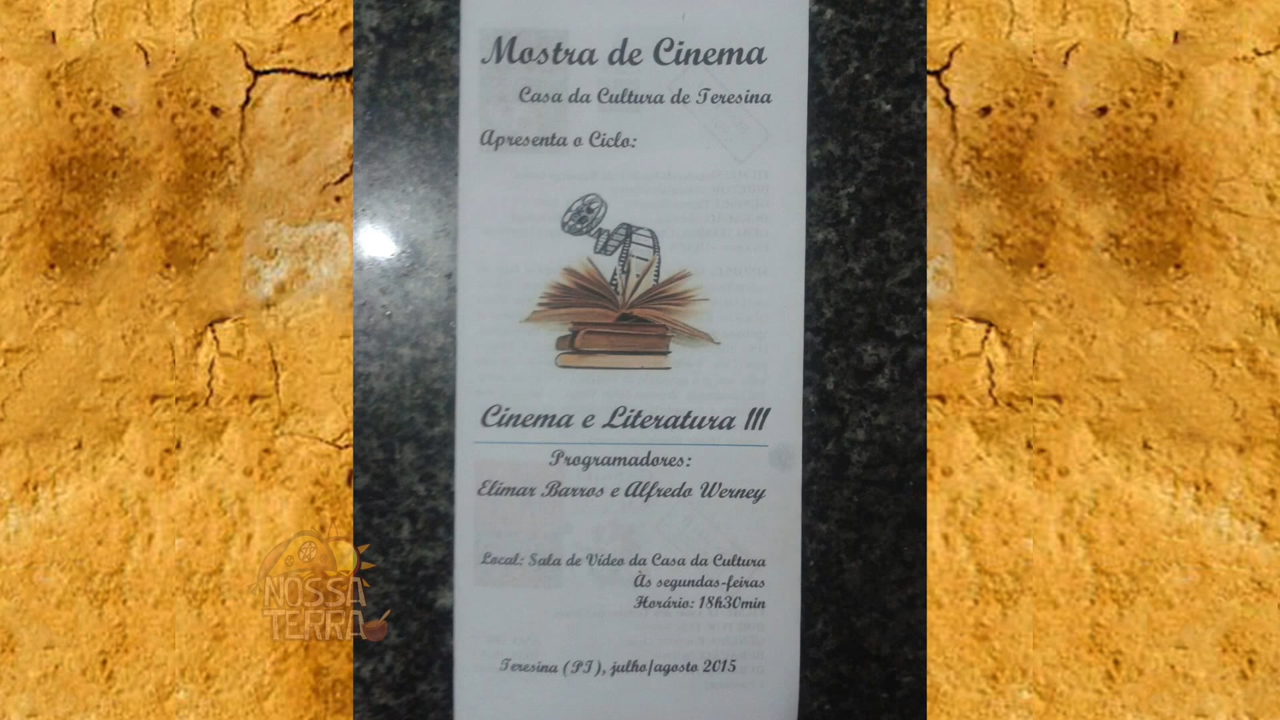 Mostra de Cinema
Casa da Cultura de Teresina
Apresenta o Ciclo:
Cinema e Literatura III
Programadores:
Elimar Barros e Alfredo Werney
Local: Sala de Vídeo da Casa da Cultura
Às segundas-feiras
Horário: 18h30min
Teresina (PI), julho/agosto 2015
NOSSA
TERRA